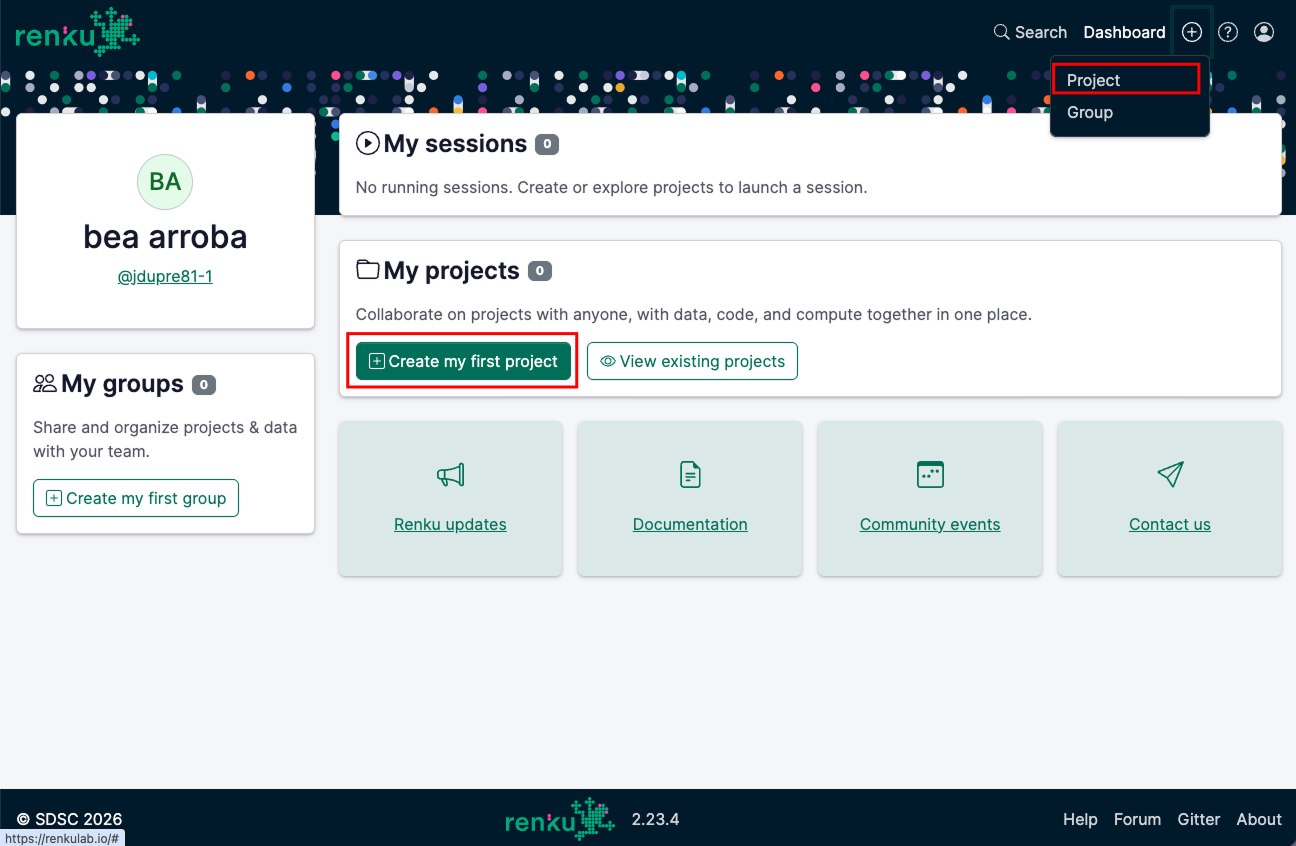 renku
Search Dashboard
Project
Group
BA
bea arroba
@jdupre81-1
My groups 0
Share and organize projects & data
with your team.
Create my first group
My sessions 0
No running sessions. Create or explore projects to launch a session.
My projects 0
Collaborate on projects with anyone, with data, code, and compute together in one place.
Create my first project View existing projects
Renku updates Documentation Community events Contact us
© SDSC 2026 renku 2.23.4 Help Forum Gitter About
https://renkulab.io/#